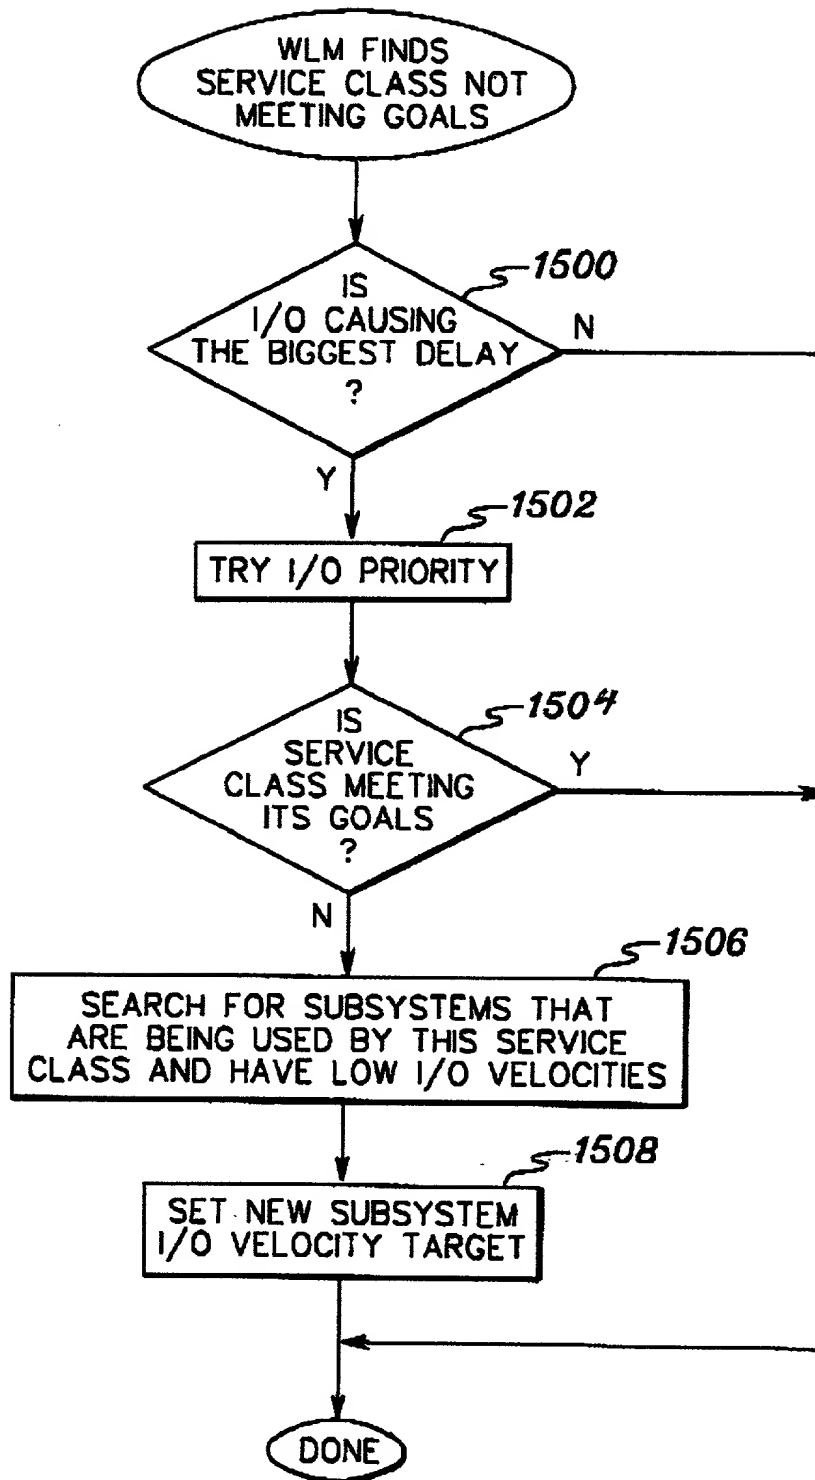 WLM FINDS
SERVICE CLASS NOT
MEETING GOALS
1500
IS
I/O CAUSING
THE BIGGEST DELAY
?
N
Y
1502
TRY I/O PRIORITY
1504
IS
SERVICE
CLASS MEETING
ITS GOALS
?
Y
N
1506
SEARCH FOR SUBSYSTEMS THAT
ARE BEING USED BY THIS SERVICE
CLASS AND HAVE LOW I/O VELOCITIES
1508
SET NEW SUBSYSTEM
I/O VELOCITY TARGET
DONE